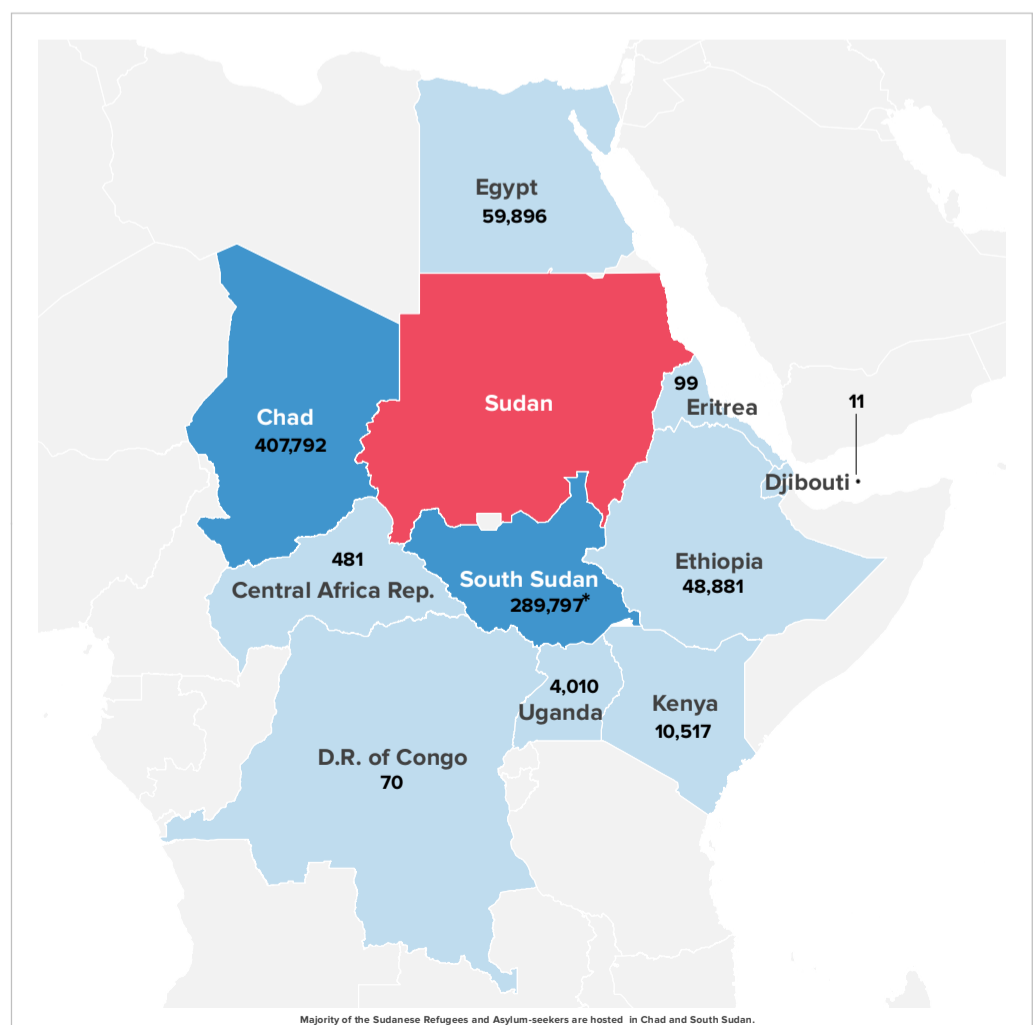 Egypt
59,896
Sudan
99
Eritrea
11
Chad
407,792
Djibouti
481
Central Africa Rep.
South Sudan
289,797*
Ethiopia
48,881
4,010
Uganda
Kenya
10,517
D.R. of Congo
70
Majority of the Sudanese Refugees and Asylum-seekers are hosted in Chad and South Sudan.